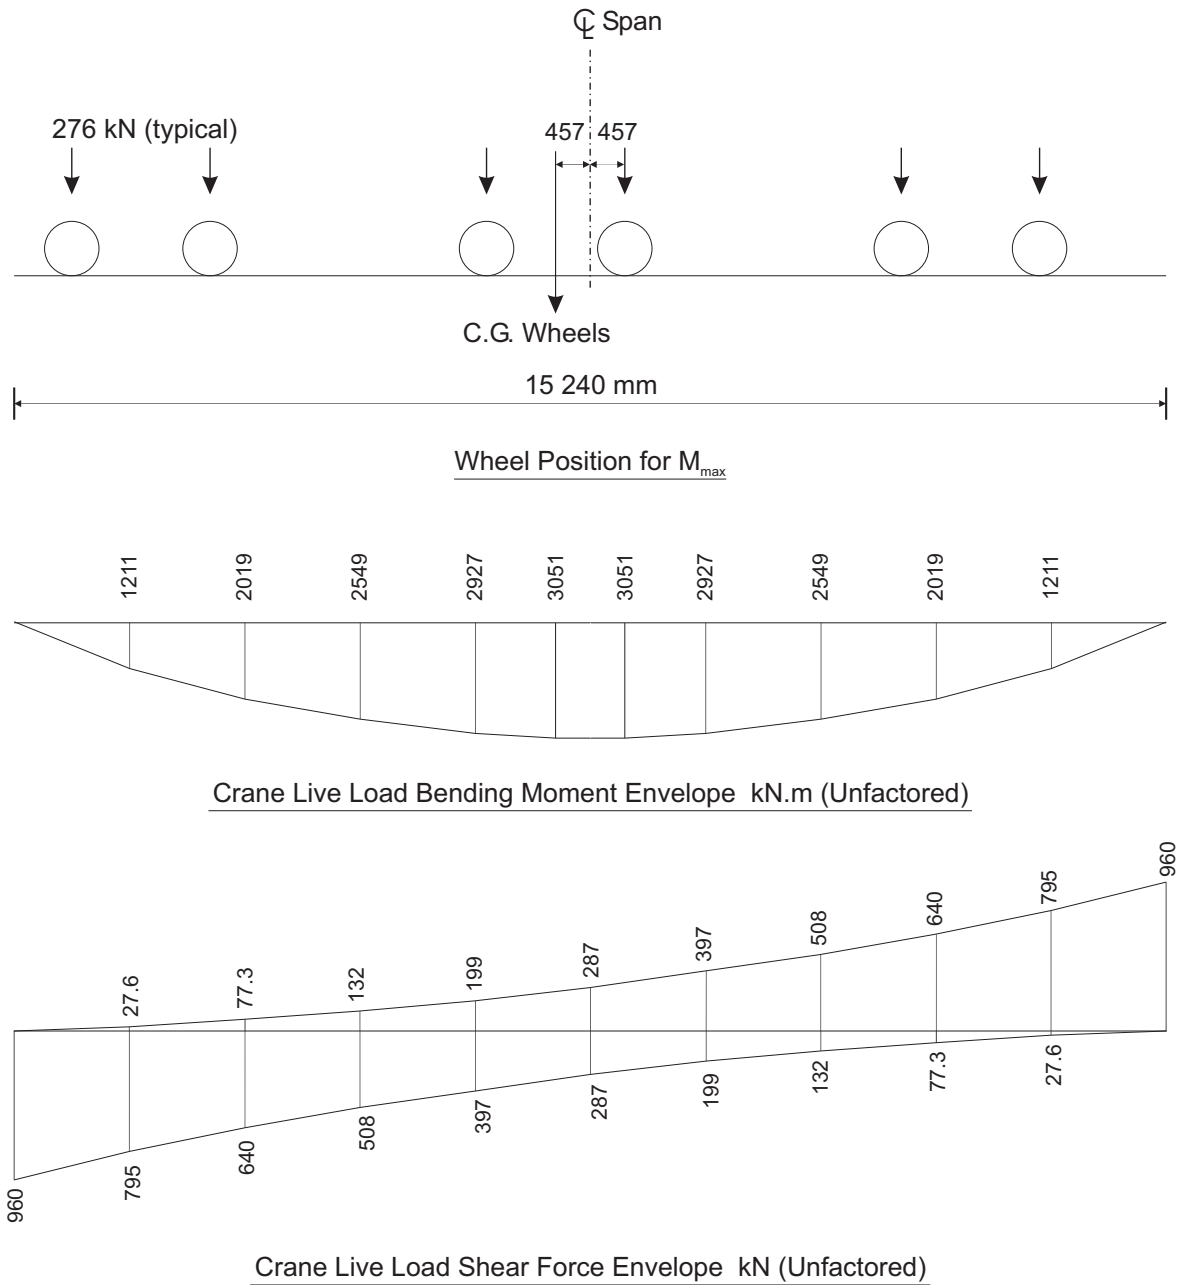 ℄ Span
276 kN (typical)
457 457
C.G. Wheels
15 240 mm
Wheel Position for Mmax
1211 2019 2549 2927 3051 3051 2927 2549 2019 1211
Crane Live Load Bending Moment Envelope kN.m (Unfactored)
27.6 77.3 132 199 287 397 508 640 795 960
960 795 640 508 397 287 199 132 77.3 27.6
Crane Live Load Shear Force Envelope kN (Unfactored)